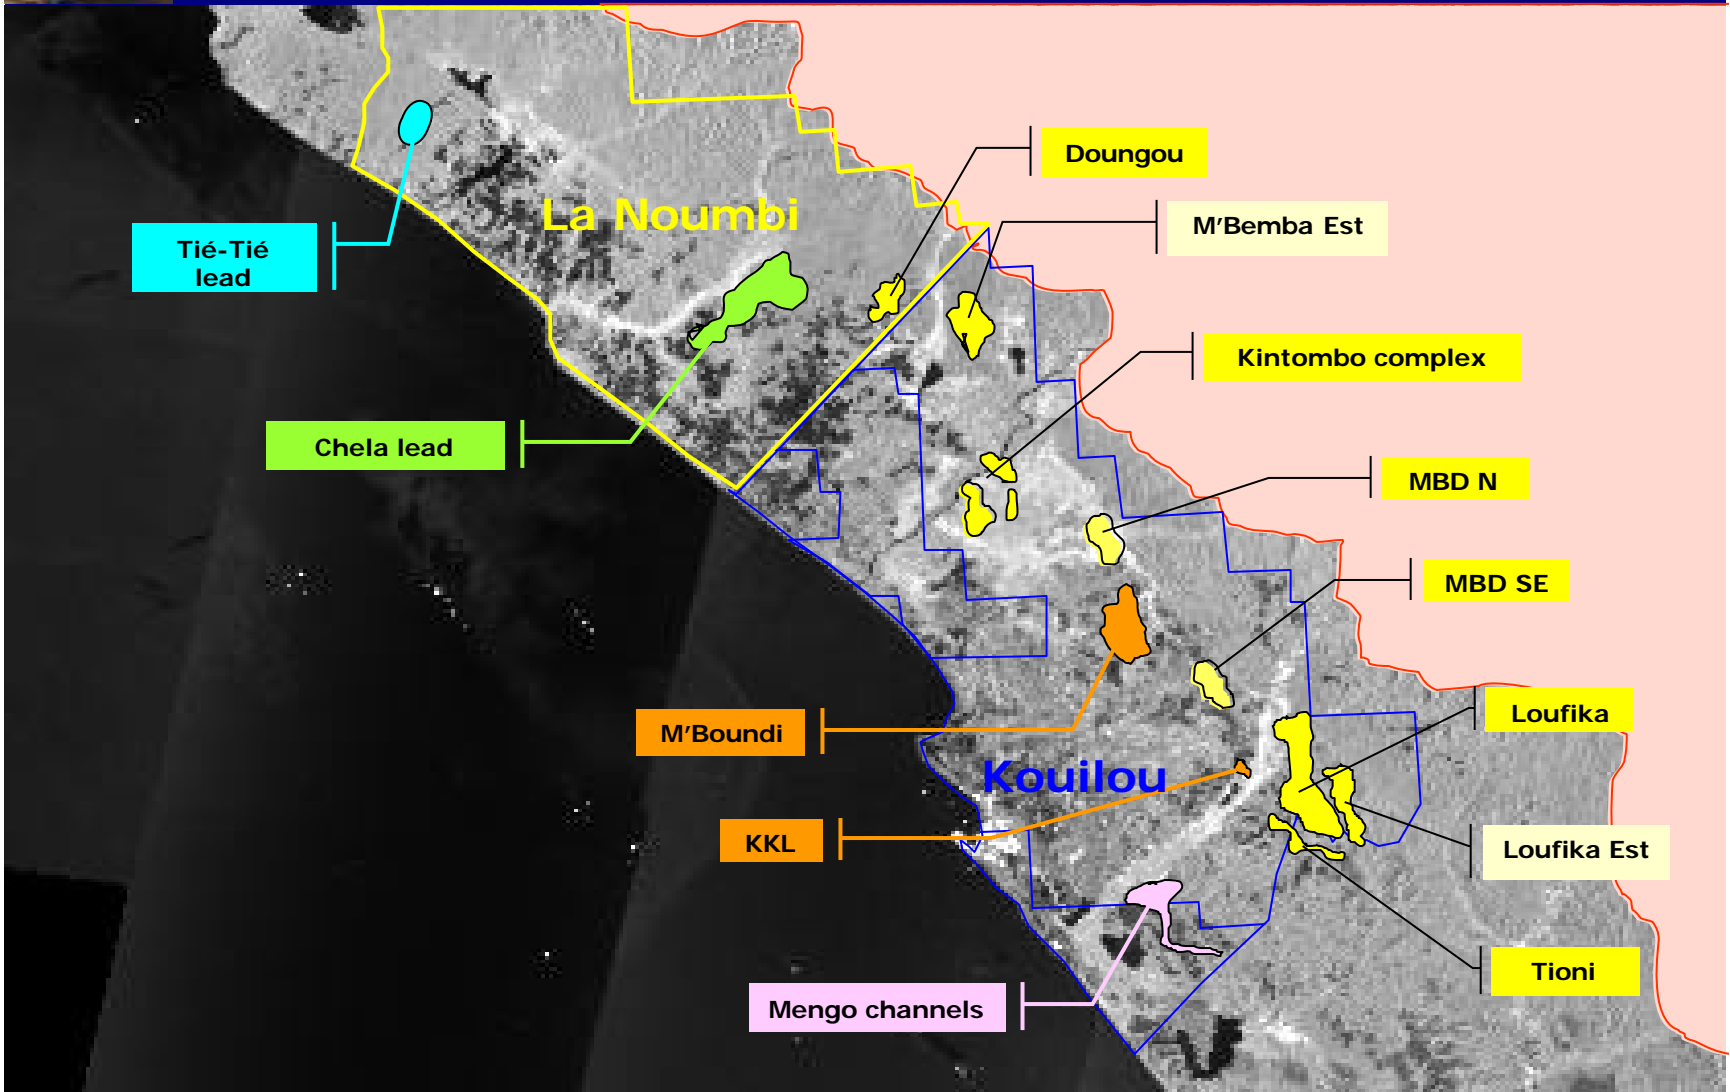 Doungou
La Noumbi
M’Bemba Est
Tié-Tié
lead
Kintombo complex
Chela lead
MBD N
MBD SE
Loufika
M’Boundi
Kouilou
KKL
Loufika Est
Tioni
Mengo channels